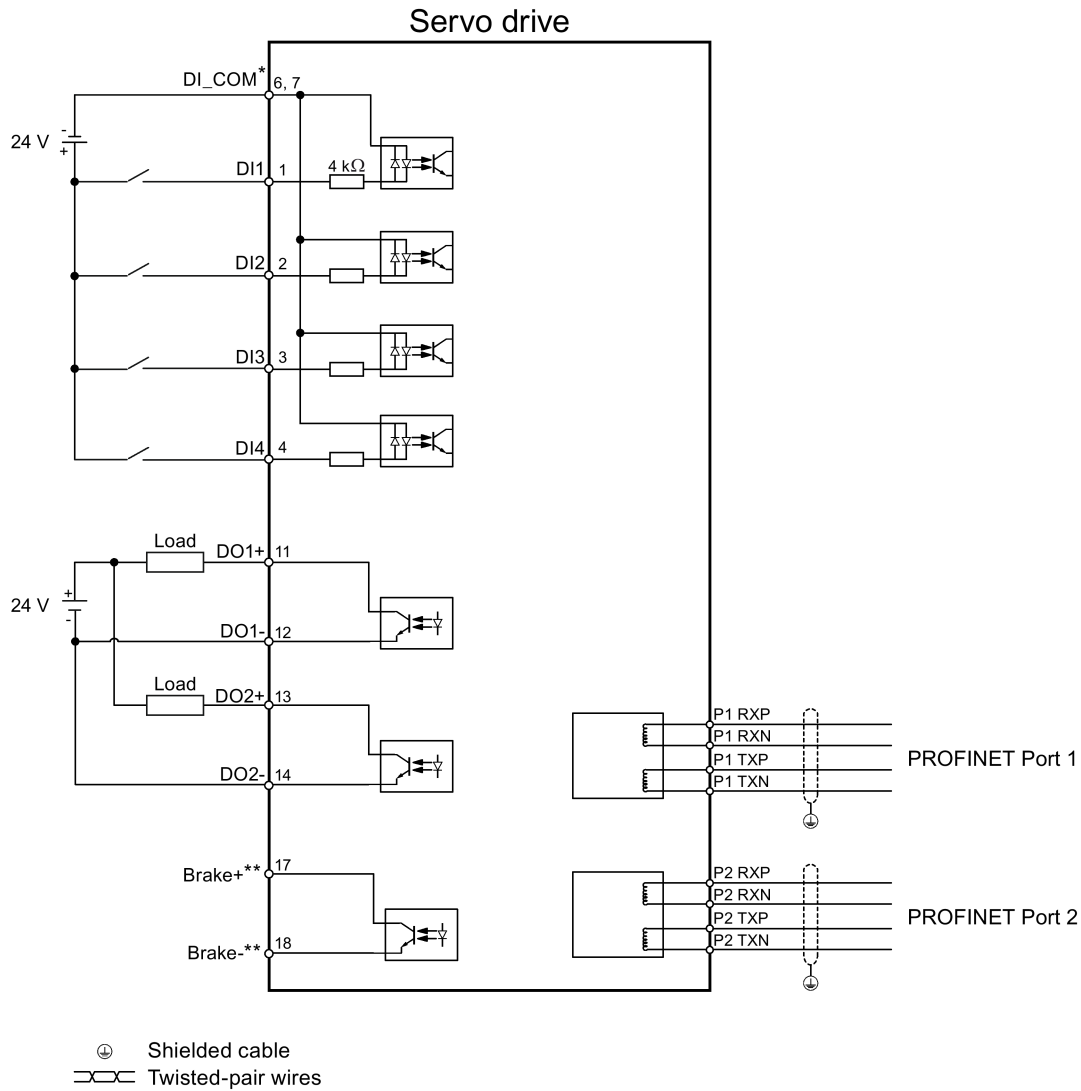 Servo drive
DI_COM* 6, 7
24 V
-
+
DI1 1 4 kΩ
DI2 2
DI3 3
DI4 4
Load DO1+ 11
24 V
+
-
DO1- 12
Load DO2+ 13
DO2- 14
P1 RXP
P1 RXN
P1 TXP
P1 TXN
PROFINET Port 1
Brake+** 17
Brake-** 18
P2 RXP
P2 RXN
P2 TXP
P2 TXN
PROFINET Port 2
Shielded cable
Twisted-pair wires